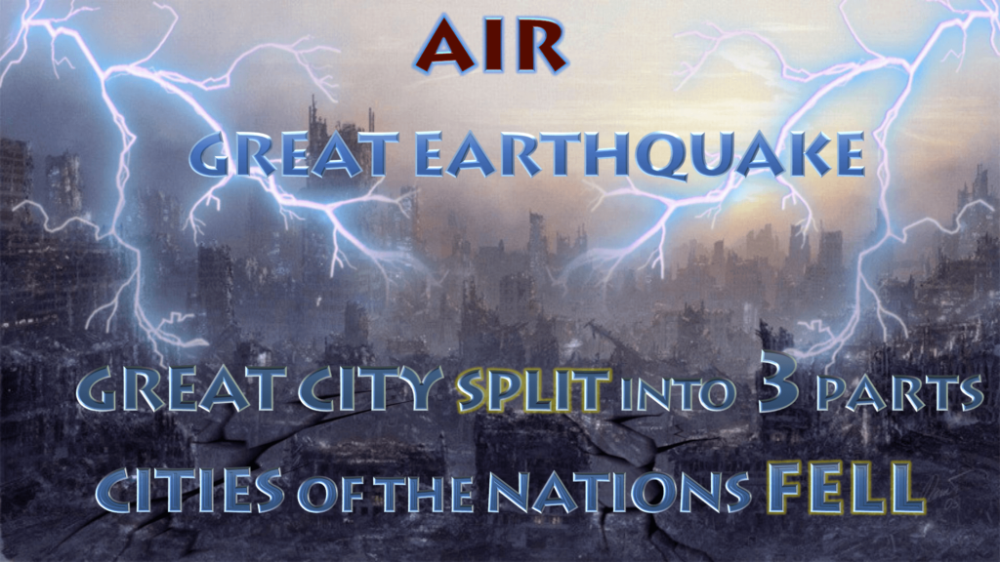 AIR
GREAT EARTHQUAKE
GREAT CITY SPLIT INTO 3 PARTS
CITIES OF THE NATIONS FELL